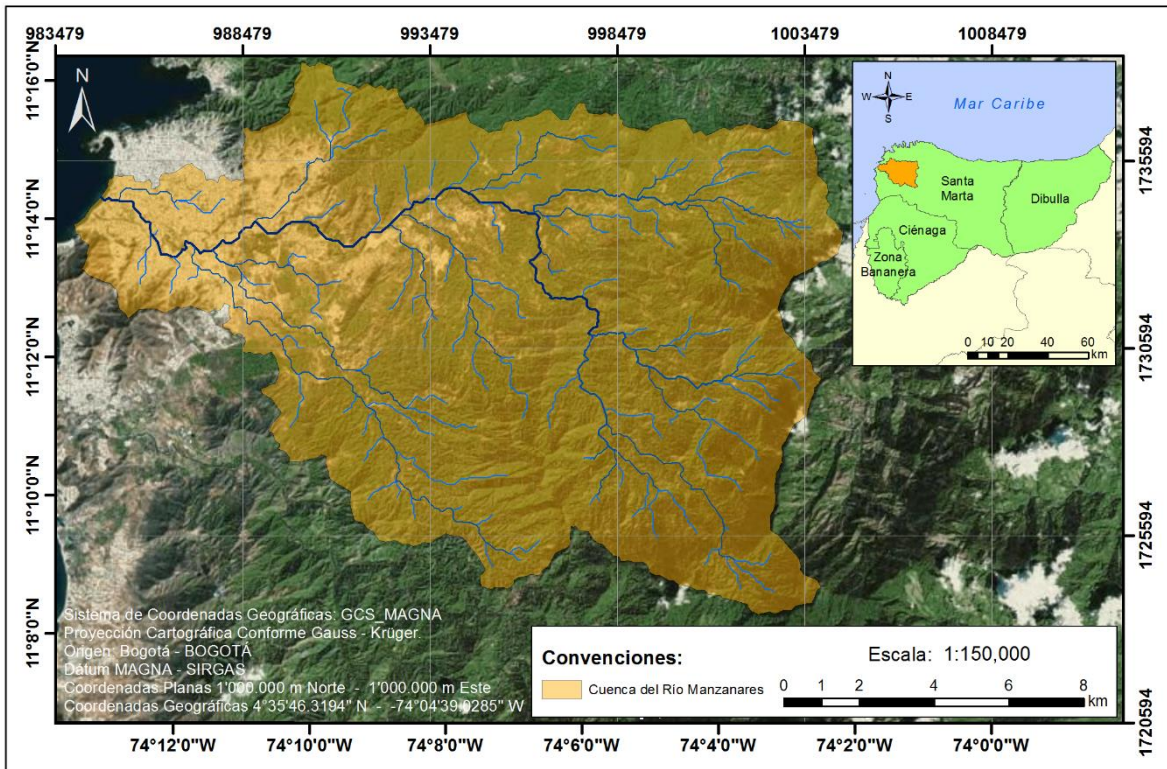 983479 988479 993479 998479 1003479 1008479
11°16'0"N
11°14'0"N
11°12'0"N
11°10'0"N
11°8'0"N
N
N
W E
S
Mar Caribe
Santa
Marta
Dibulla
Ciénaga
Zona
Bananera
0 10 20 40 60
km
1735594
1730594
1725594
1720594
Sistema de Coordenadas Geográficas: GCS_MAGNA
Proyección Cartográfica Conforme Gauss - Krüger.
Origen: Bogotá - BOGOTÁ
Dátum MAGNA - SIRGAS
Coordenadas Planas 1'000.000 m Norte - 1'000.000 m Este
Coordenadas Geográficas 4°35'46.3194" N - -74°04'39.0285" W
Convenciones:
Cuenca del Río Manzanares
Escala: 1:150,000
0 1 2 4 6 8
km
74°12'0"W 74°10'0"W 74°8'0"W 74°6'0"W 74°4'0"W 74°2'0"W 74°0'0"W